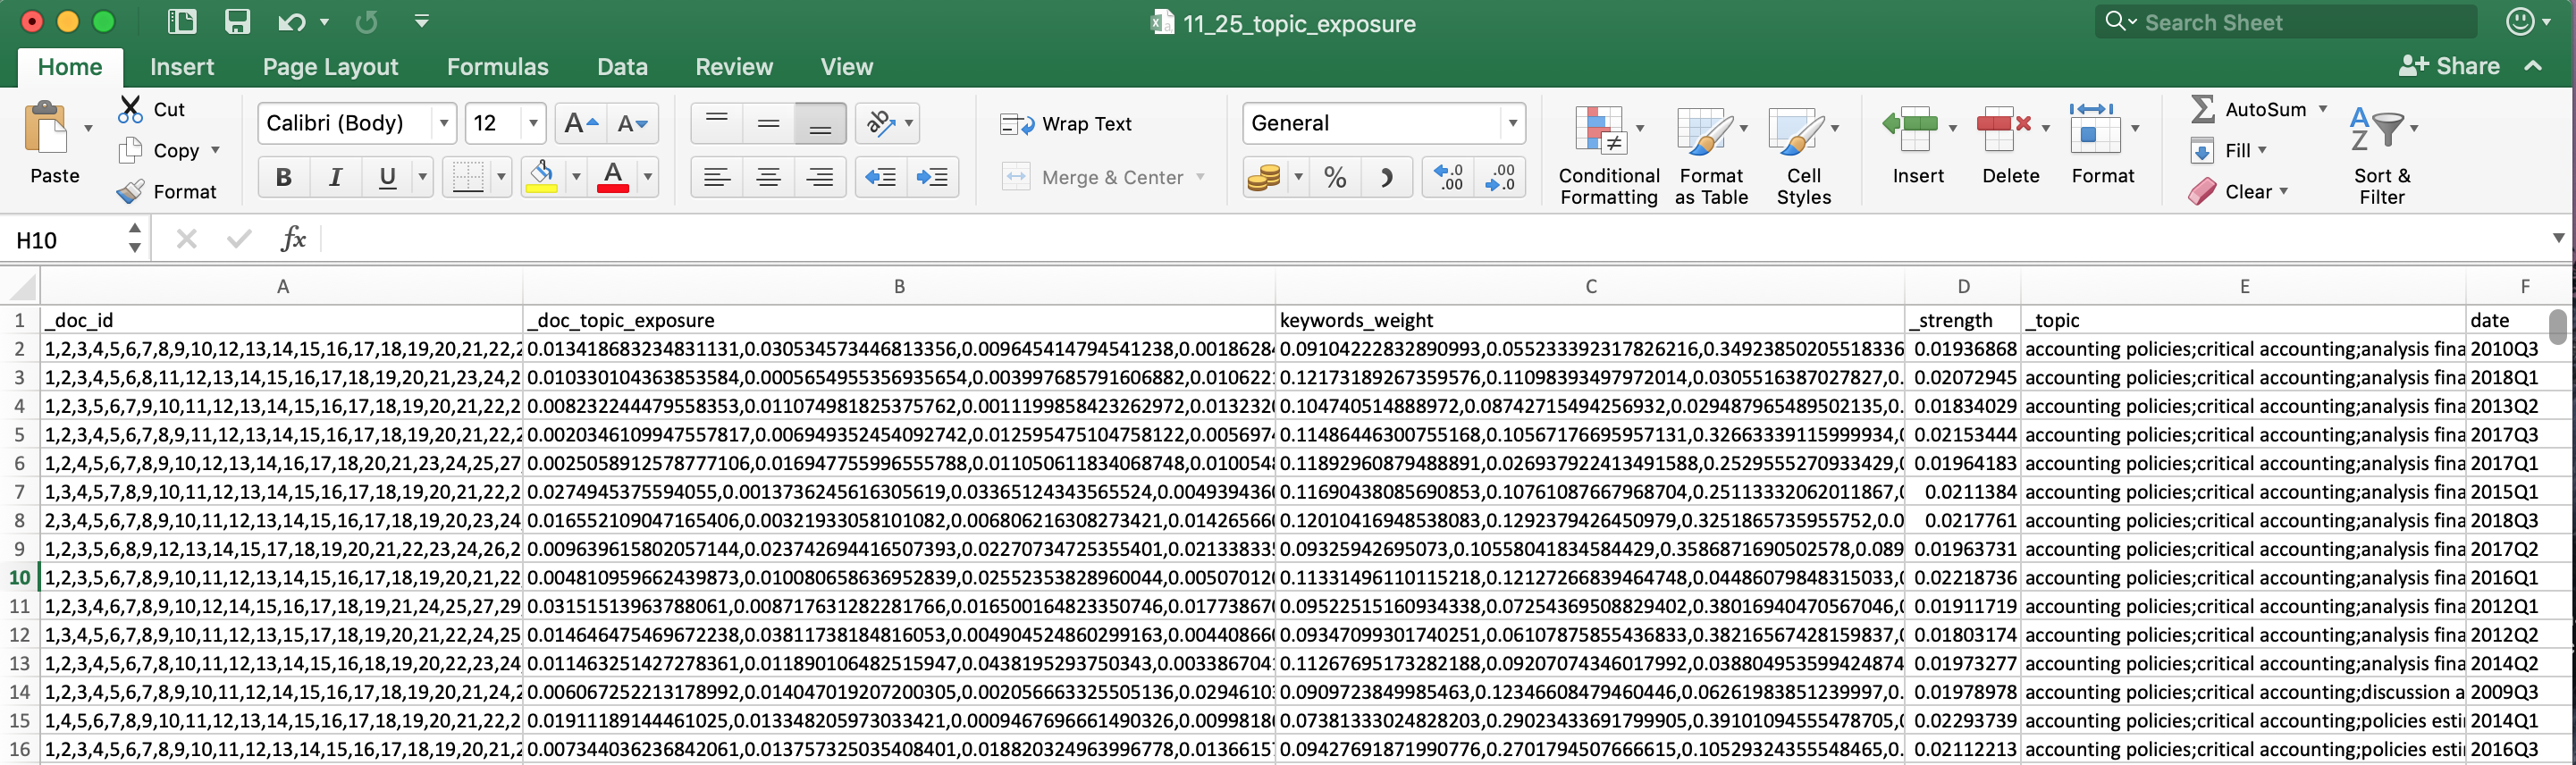 11_25_topic_exposure
Search Sheet
Home Insert Page Layout Formulas Data Review View
Share
Paste
Cut
Copy
Format
Calibri (Body) 12 A A
B I U A
ab
Wrap Text
Merge & Center
General
% .0 .00 .00 .0
Conditional Formatting
Format as Table
Cell Styles
Insert
Delete
Format
AutoSum
Fill
Clear
A Z
Sort & Filter
H10 fx
A B C D E F
1 _doc_id _doc_topic_exposure keywords_weight _strength _topic date
2 1,2,3,4,5,6,7,8,9,10,12,13,14,15,16,17,18,19,20,21,22,2 0.013418683234831131,0.030534573446813356,0.009645414794541238,0.0018628 0.09104222832890993,0.055233392317826216,0.34923850205518336 0.01936868 accounting policies;critical accounting;analysis fina 2010Q3
3 1,2,3,4,5,6,8,11,12,13,14,15,16,17,18,19,20,21,23,24,2 0.010330104363853584,0.0005654955356935654,0.003997685791606882,0.010622 0.12173189267359576,0.11098393497972014,0.0305516387027827,0. 0.02072945 accounting policies;critical accounting;analysis fina 2018Q1
4 1,2,3,5,6,7,9,10,11,12,13,14,15,16,17,18,19,20,21,22,2 0.008232244479558353,0.011074981825375762,0.00111998584232629​72,0.013232 0.104740514888972,0.08742715494256932,0.029487965489502135,0. 0.01834029 accounting policies;critical accounting;analysis fina 2013Q2
5 1,2,3,4,5,6,7,8,9,11,12,13,14,15,16,17,18,19,20,21,22,2 0.0020346109947557817,0.006949352454092742,0.012595475104758122,0.005697 0.11486446300755168,0.10567176695957131,0.32663339115999934,0 0.02153444 accounting policies;critical accounting;analysis fina 2017Q3
6 1,2,4,5,6,7,8,9,10,12,13,14,16,17,18,20,21,23,24,25,27 0.0025058912578777106,0.016947755996555788,0.011050611834068748,0.010054 0.11892960879488891,0.026937922413491588,0.2529555270933429, 0.01964183 accounting policies;critical accounting;analysis fina 2017Q1
7 1,3,4,5,7,8,9,10,11,12,13,14,15,16,17,18,19,20,21,22,2 0.0274945375594055,0.0013736245616305619,0.03365124343565524,0.004939436 0.11690438085690853,0.10761087667968704,0.25113332062011867,0 0.0211384 accounting policies;critical accounting;analysis fina 2015Q1
8 2,3,4,5,6,7,8,9,10,11,12,13,14,15,16,17,18,19,20,23,24 0.016552109047165406,0.00321933058101082,0.006806216308273421,0.01426566 0.12010416948538083,0.1292379426450979,0.3251865735955752,0.0 0.0217761 accounting policies;critical accounting;analysis fina 2018Q3
9 1,2,3,5,6,8,9,12,13,14,15,17,18,19,20,21,22,23,24,26,2 0.009639615802057144,0.023742694416507393,0.02270734725355401,0.02133833 0.09325942695073,0.10558041834584429,0.3586871690502578,0.089 0.01963731 accounting policies;critical accounting;analysis fina 2017Q2
10 1,2,3,5,6,7,8,9,10,11,12,13,14,15,16,17,18,19,20,21,22 0.004810959662439873,0.010080658636952839,0.02552353828960044,0.00507012 0.11331496110115218,0.12127266839464748,0.04486079848315033,0 0.02218736 accounting policies;critical accounting;analysis fina 2016Q1
11 1,2,3,4,6,7,8,9,10,12,14,15,16,17,18,19,21,24,25,27,29 0.03151513963788061,0.008717631282281766,0.016500164823350746,0.01773867 0.09522515160934338,0.07254369508829402,0.38016940470567046,0 0.01911719 accounting policies;critical accounting;analysis fina 2012Q1
12 1,3,4,5,6,7,8,9,10,11,12,13,15,17,18,19,20,21,22,24,25 0.014646475469672238,0.03811738184816053,0.004904524860299163,0.00440866 0.09347099301740251,0.06107875855436833,0.38216567428159837,0 0.01803174 accounting policies;critical accounting;analysis fina 2012Q2
13 1,2,3,4,5,6,7,8,10,11,12,13,14,15,16,18,19,20,22,23,24 0.011463251427278361,0.011890106482515947,0.0438195293750343,0.003386704 0.11267695173282188,0.09207074346017992,0.038804953599424874 0.01973277 accounting policies;critical accounting;analysis fina 2014Q2
14 1,2,3,4,5,6,7,8,9,10,11,12,14,15,16,17,18,19,20,21,24,2 0.006067252213178992,0.014047019207200305,0.002056663325505136,0.0294610 0.0909723849985463,0.12346608479460446,0.06261983851239997,0. 0.01978978 accounting policies;critical accounting;discussion a 2009Q3
15 1,4,5,6,7,8,9,10,11,12,13,14,15,16,17,18,19,20,21,22,2 0.01911189144461025,0.013348205973033421,0.0009467696661490326,0.0099818 0.07381333024828203,0.29023433691799905,0.39101094555478705,0 0.02293739 accounting policies;critical accounting;policies esti 2014Q1
16 1,2,3,4,5,6,7,8,9,10,11,12,13,14,15,16,17,18,19,20,21,2 0.007344036236842061,0.013757325035408401,0.018820324963996778,0.0136615 0.09427691871990776,0.2701794507666615,0.10529324355548465,0. 0.02112213 accounting policies;critical accounting;policies esti 2016Q3